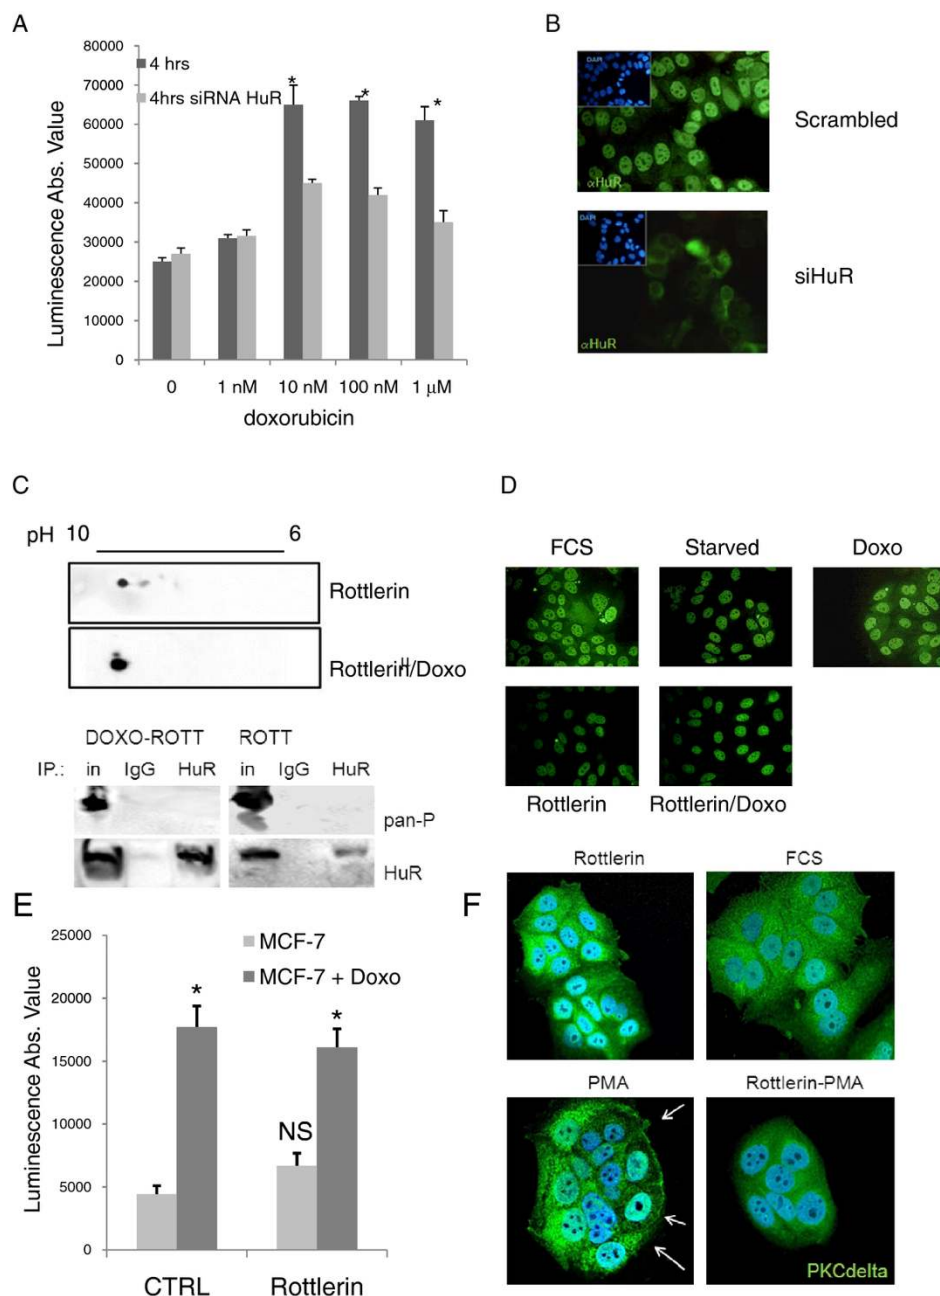 A
80000
70000
60000
50000
40000
30000
20000
10000
0
Luminescence Abs. Value
4 hrs
4hrs siRNA HuR
* * *
0 1 nM 10 nM 100 nM 1 µM
doxorubicin
B
DAPI
αHuR
Scrambled
DAPI
αHuR
siHuR
C
pH 10 6
Rottlerin
Rottlerin/Doxo
DOXO-ROTT ROTT
IP.: in IgG HuR in IgG HuR
pan-P
HuR
D
FCS Starved Doxo
Rottlerin Rottlerin/Doxo
E
25000
20000
15000
10000
5000
0
Luminescence Abs. Value
MCF-7
MCF-7 + Doxo
* NS *
CTRL Rottlerin
F
Rottlerin FCS
PMA Rottlerin-PMA
PKCdelta